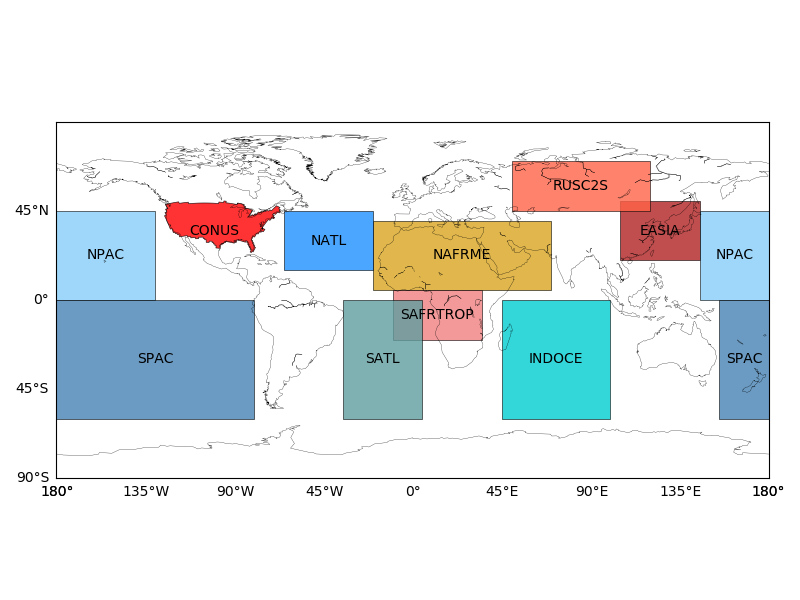 RUSC2S
45°N
CONUS
EASIA
NATL
NPAC
NAFRME
NPAC
0°
SAFRTROP
SPAC
SATL
INDOCE
SPAC
45°S
90°S
180° 135°W 90°W 45°W 0° 45°E 90°E 135°E 180°